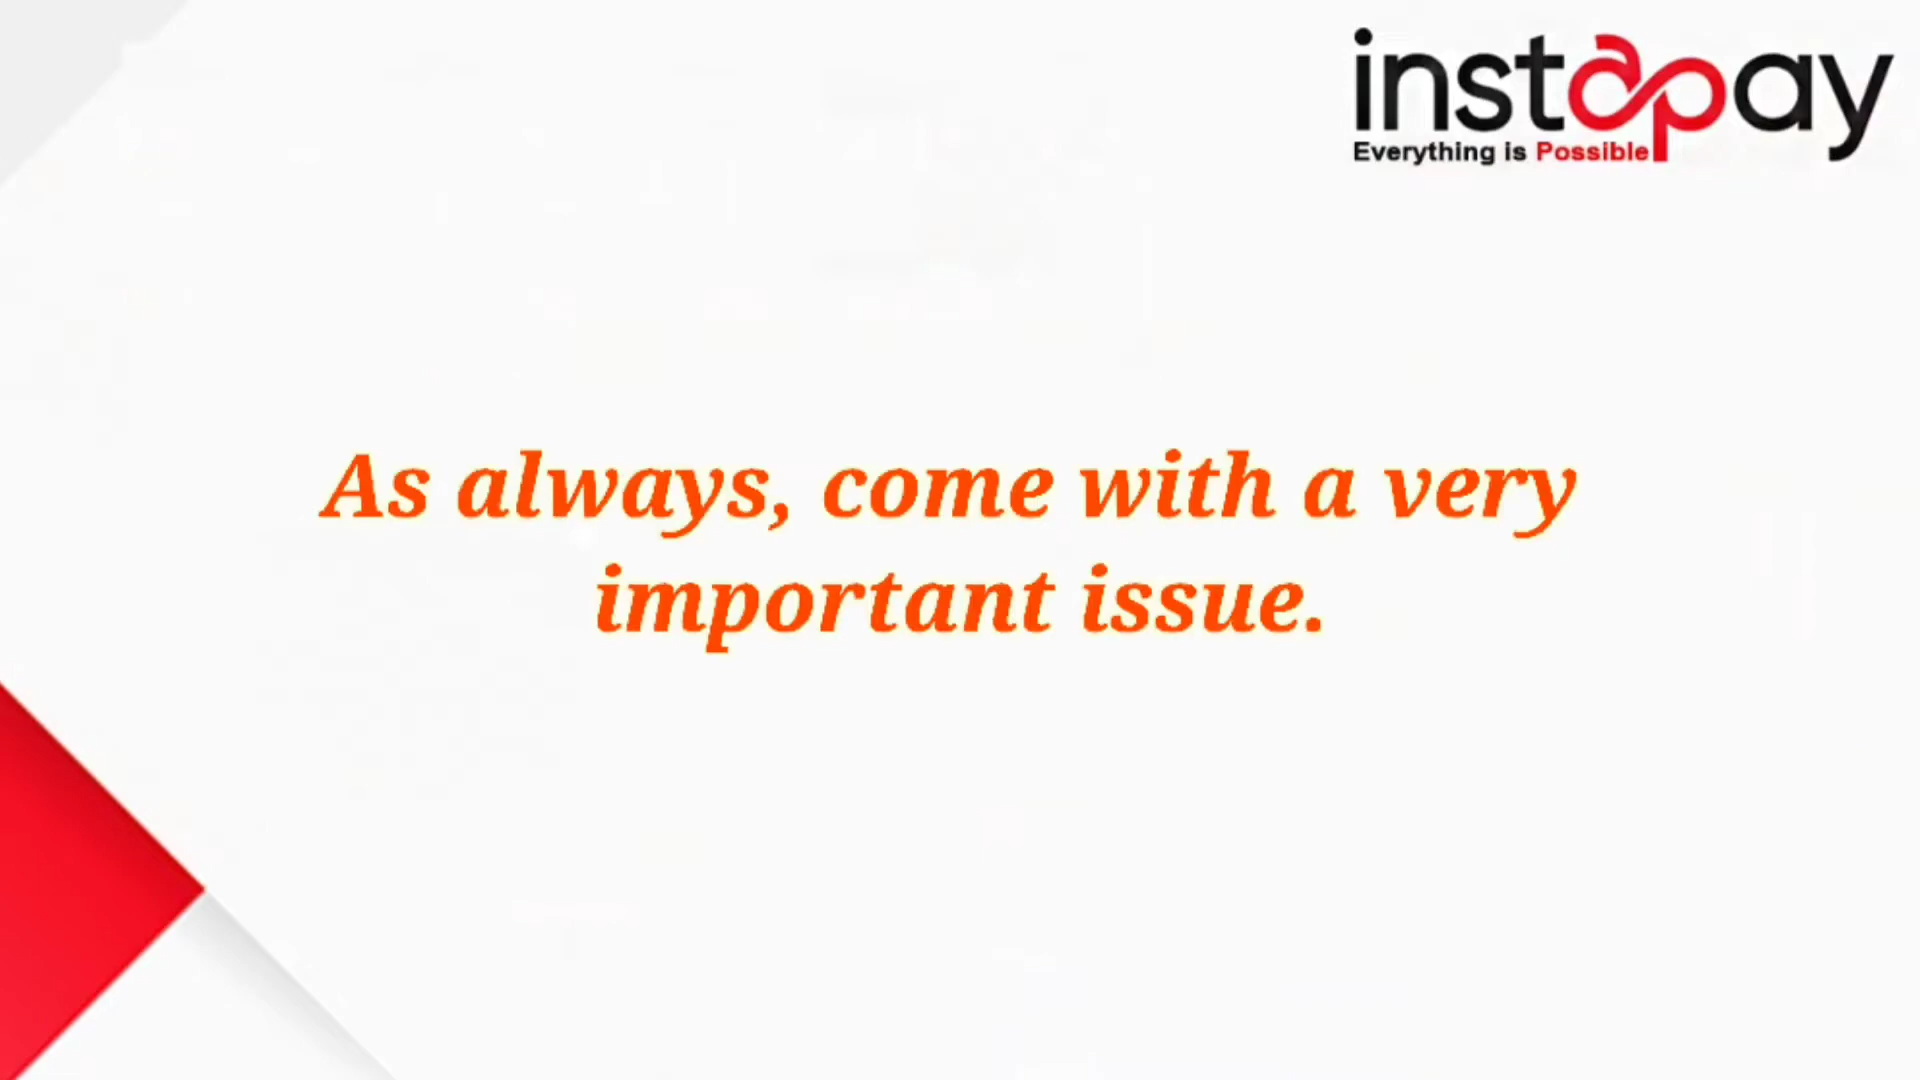 instapay
Everything is Possible
As always, come with a very
important issue.